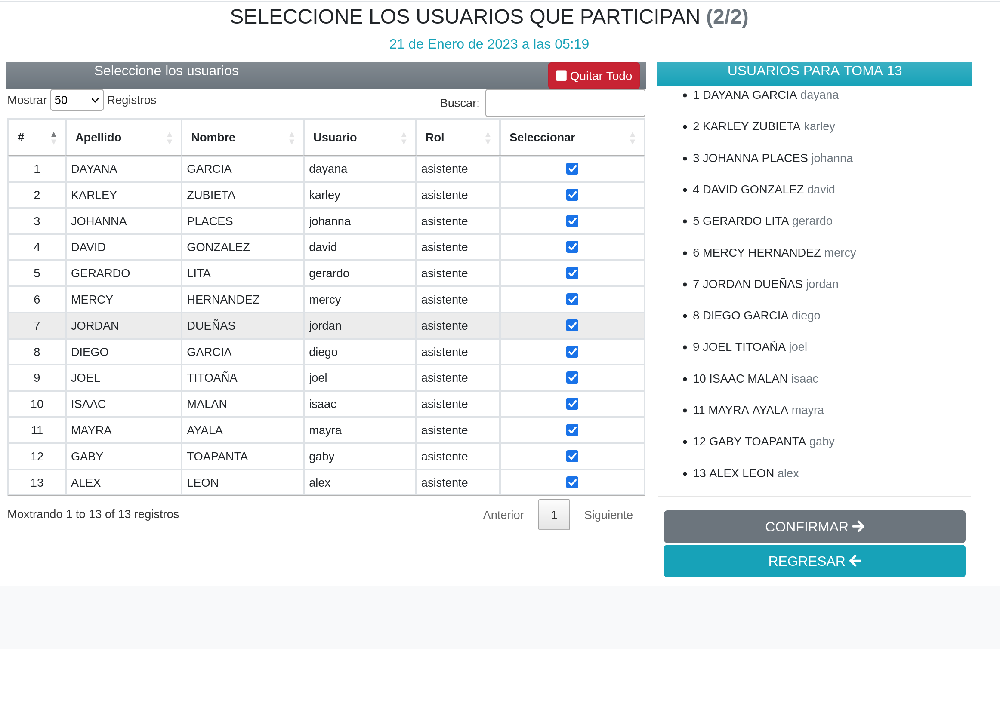 SELECCIONE LOS USUARIOS QUE PARTICIPAN (2/2)
21 de Enero de 2023 a las 05:19
Seleccione los usuarios
Quitar Todo
Mostrar 50 Registros
Buscar:
# Apellido Nombre Usuario Rol Seleccionar
1 DAYANA GARCIA dayana asistente
2 KARLEY ZUBIETA karley asistente
3 JOHANNA PLACES johanna asistente
4 DAVID GONZALEZ david asistente
5 GERARDO LITA gerardo asistente
6 MERCY HERNANDEZ mercy asistente
7 JORDAN DUEÑAS jordan asistente
8 DIEGO GARCIA diego asistente
9 JOEL TITOAÑA joel asistente
10 ISAAC MALAN isaac asistente
11 MAYRA AYALA mayra asistente
12 GABY TOAPANTA gaby asistente
13 ALEX LEON alex asistente
Moxtrando 1 to 13 of 13 registros
Anterior 1 Siguiente
USUARIOS PARA TOMA 13
• 1 DAYANA GARCIA dayana
• 2 KARLEY ZUBIETA karley
• 3 JOHANNA PLACES johanna
• 4 DAVID GONZALEZ david
• 5 GERARDO LITA gerardo
• 6 MERCY HERNANDEZ mercy
• 7 JORDAN DUEÑAS jordan
• 8 DIEGO GARCIA diego
• 9 JOEL TITOAÑA joel
• 10 ISAAC MALAN isaac
• 11 MAYRA AYALA mayra
• 12 GABY TOAPANTA gaby
• 13 ALEX LEON alex
CONFIRMAR →
REGRESAR ←